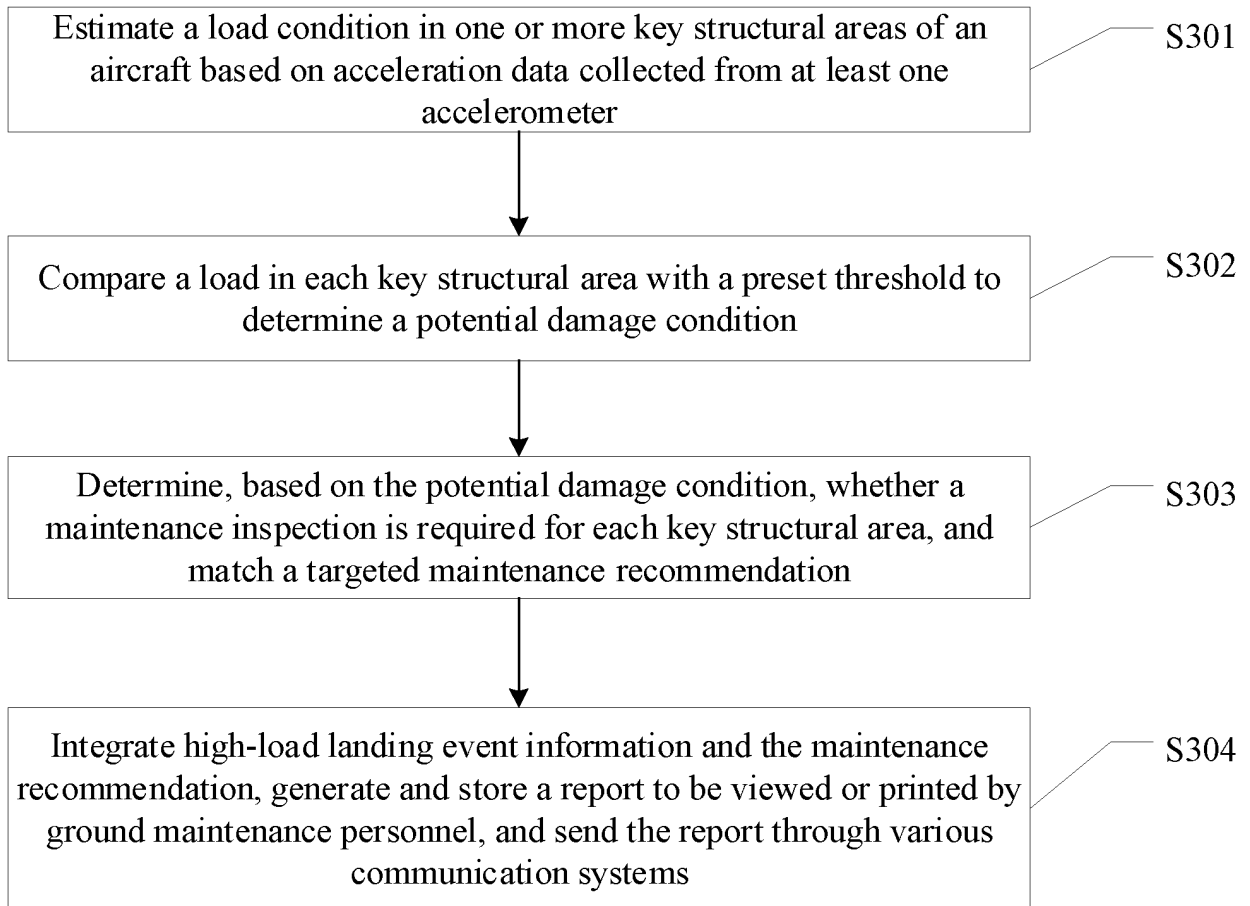 Estimate a load condition in one or more key structural areas of an
aircraft based on acceleration data collected from at least one
accelerometer
S301
Compare a load in each key structural area with a preset threshold to
determine a potential damage condition
S302
Determine, based on the potential damage condition, whether a
maintenance inspection is required for each key structural area, and
match a targeted maintenance recommendation
S303
Integrate high-load landing event information and the maintenance
recommendation, generate and store a report to be viewed or printed by
ground maintenance personnel, and send the report through various
communication systems
S304